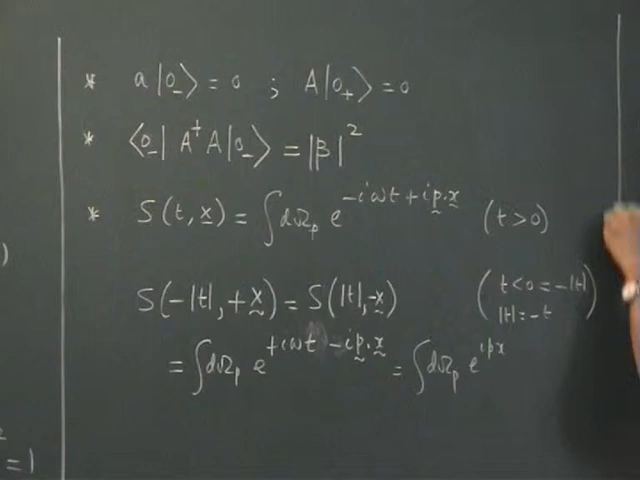 * a|0₋⟩ = 0 ; A|0₊⟩ = 0
* ⟨0₋| A† A |0₋⟩ = |β|²
* S(t, x) = ∫dΩₚ e^{-iωt + ip·x} (t>0)
S(-|t|, +x) = S(|t|, -x) (t<0 = -|t|
|t| = -t)
= ∫dΩₚ e^{+iωt - ip·x} = ∫dΩₚ e^{ipx}
)
= 1